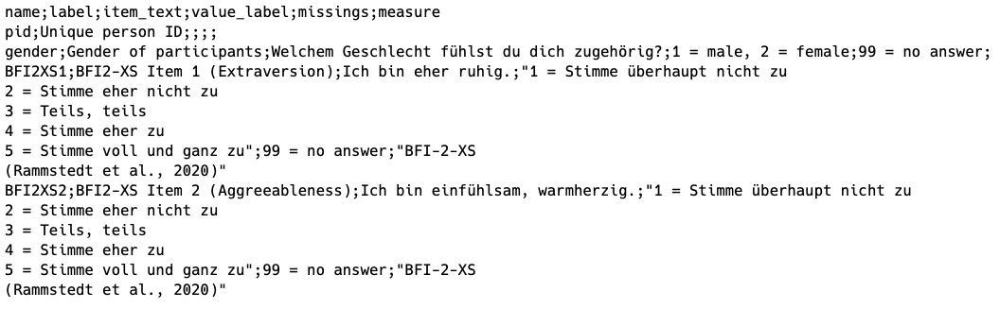 name;label;item_text;value_label;missings;measure
pid;Unique person ID;;;;
gender;Gender of participants;Welchem Geschlecht fühlst du dich zugehörig?;1 = male, 2 = female;99 = no answer;
BFI2XS1;BFI2-XS Item 1 (Extraversion);Ich bin eher ruhig.;"1 = Stimme überhaupt nicht zu
2 = Stimme eher nicht zu
3 = Teils, teils
4 = Stimme eher zu
5 = Stimme voll und ganz zu";99 = no answer;"BFI-2-XS
(Rammstedt et al., 2020)"
BFI2XS2;BFI2-XS Item 2 (Aggreeableness);Ich bin einfühlsam, warmherzig.;"1 = Stimme überhaupt nicht zu
2 = Stimme eher nicht zu
3 = Teils, teils
4 = Stimme eher zu
5 = Stimme voll und ganz zu";99 = no answer;"BFI-2-XS
(Rammstedt et al., 2020)"